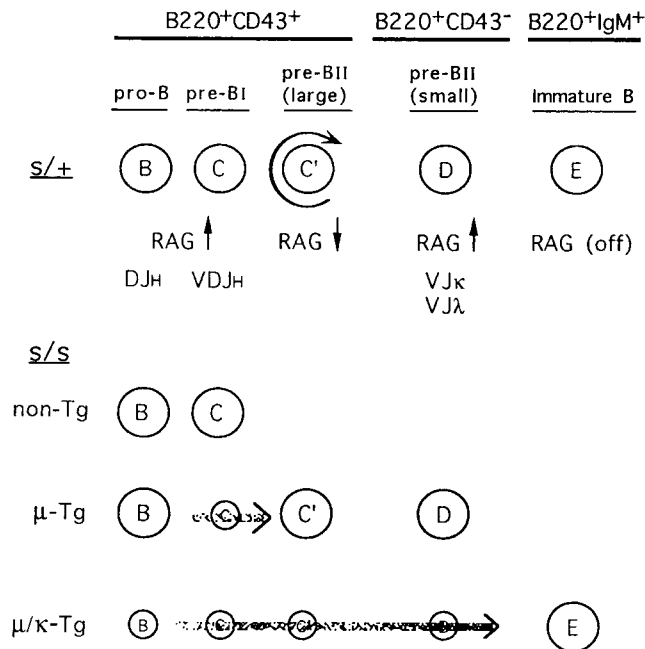 B220⁺CD43⁺ B220⁺CD43⁻ B220⁺IgM⁺
pro-B pre-BI pre-BII (large) pre-BII (small) Immature B
s/+ B C C' D E
RAG ↑ RAG ↓ RAG ↑ RAG (off)
DJH VDJH VJκ
VJλ
s/s
non-Tg B C
μ-Tg B C C' D
μ/κ-Tg B C C' D E